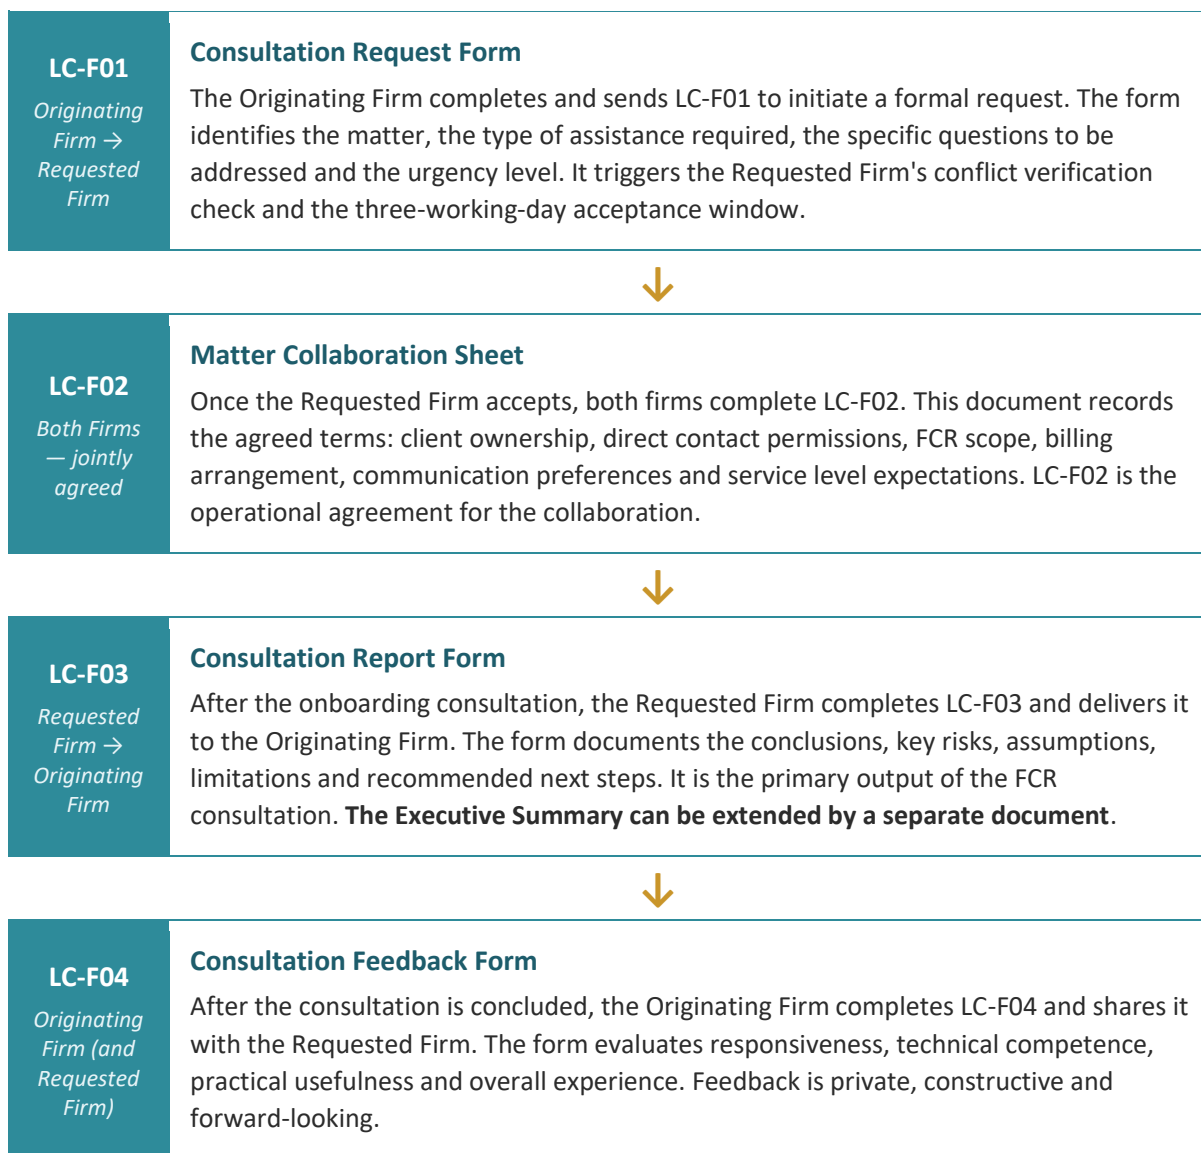 LC-F01
Originating
Firm →
Requested
Firm
Consultation Request Form
The Originating Firm completes and sends LC-F01 to initiate a formal request. The form
identifies the matter, the type of assistance required, the specific questions to be
addressed and the urgency level. It triggers the Requested Firm's conflict verification
check and the three-working-day acceptance window.
LC-F02
Both Firms
— jointly
agreed
Matter Collaboration Sheet
Once the Requested Firm accepts, both firms complete LC-F02. This document records
the agreed terms: client ownership, direct contact permissions, FCR scope, billing
arrangement, communication preferences and service level expectations. LC-F02 is the
operational agreement for the collaboration.
LC-F03
Requested
Firm →
Originating
Firm
Consultation Report Form
After the onboarding consultation, the Requested Firm completes LC-F03 and delivers it
to the Originating Firm. The form documents the conclusions, key risks, assumptions,
limitations and recommended next steps. It is the primary output of the FCR
consultation. The Executive Summary can be extended by a separate document.
LC-F04
Originating
Firm (and
Requested
Firm)
Consultation Feedback Form
After the consultation is concluded, the Originating Firm completes LC-F04 and shares it
with the Requested Firm. The form evaluates responsiveness, technical competence,
practical usefulness and overall experience. Feedback is private, constructive and
forward-looking.